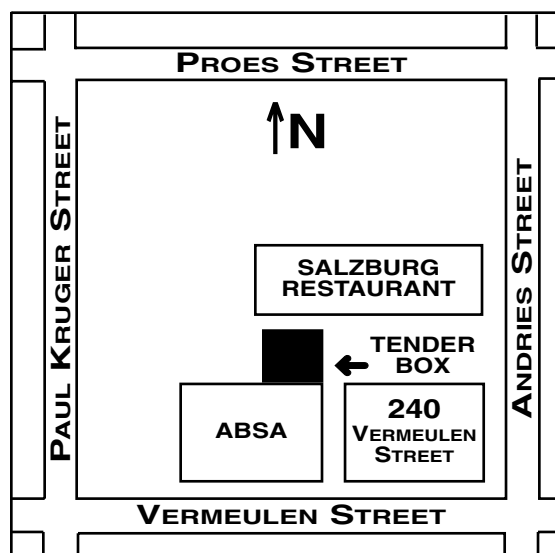 PROES STREET
N
PAUL KRUGER STREET
ANDRIES STREET
SALZBURG
RESTAURANT
TENDER
BOX
ABSA
240
VERMEULEN
STREET
VERMEULEN STREET